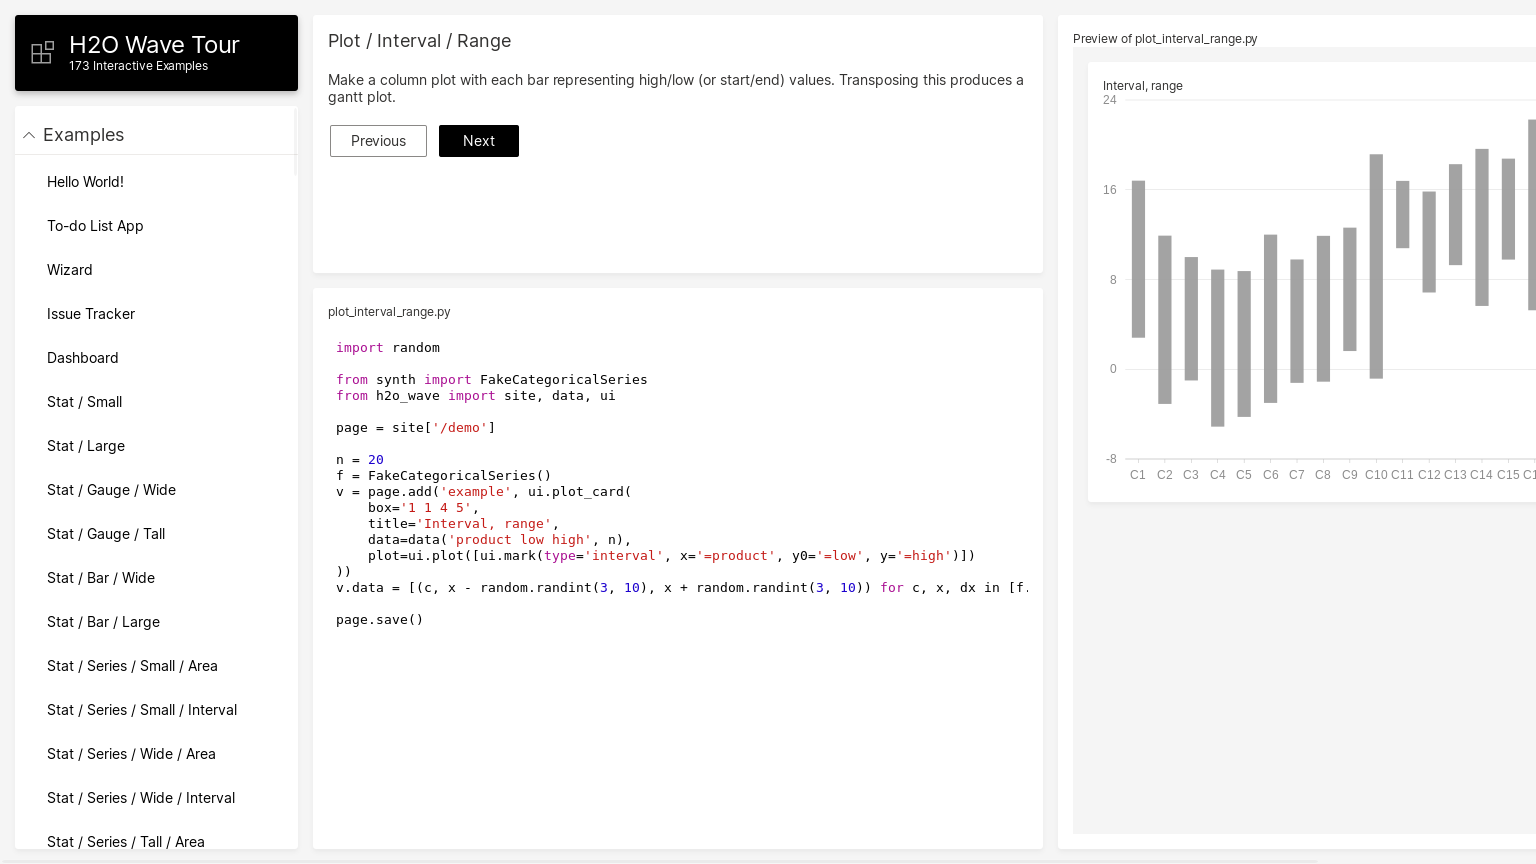 H2O Wave Tour
173 Interactive Examples
Examples
Hello World!
To-do List App
Wizard
Issue Tracker
Dashboard
Stat / Small
Stat / Large
Stat / Gauge / Wide
Stat / Gauge / Tall
Stat / Bar / Wide
Stat / Bar / Large
Stat / Series / Small / Area
Stat / Series / Small / Interval
Stat / Series / Wide / Area
Stat / Series / Wide / Interval
Stat / Series / Tall / Area
Plot / Interval / Range
Make a column plot with each bar representing high/low (or start/end) values. Transposing this produces a
gantt plot.
Previous
Next
plot_interval_range.py
import random
from synth import FakeCategoricalSeries
from h2o_wave import site, data, ui
page = site['/demo']
n = 20
f = FakeCategoricalSeries()
v = page.add('example', ui.plot_card(
    box='1 1 4 5',
    title='Interval, range',
    data=data('product low high', n),
    plot=ui.plot([ui.mark(type='interval', x='=product', y0='=low', y='=high')])
))
v.data = [(c, x - random.randint(3, 10), x + random.randint(3, 10)) for c, x, dx in [f.
page.save()
Preview of plot_interval_range.py
Interval, range
24
16
8
0
-8
C1 C2 C3 C4 C5 C6 C7 C8 C9 C10 C11 C12 C13 C14 C15